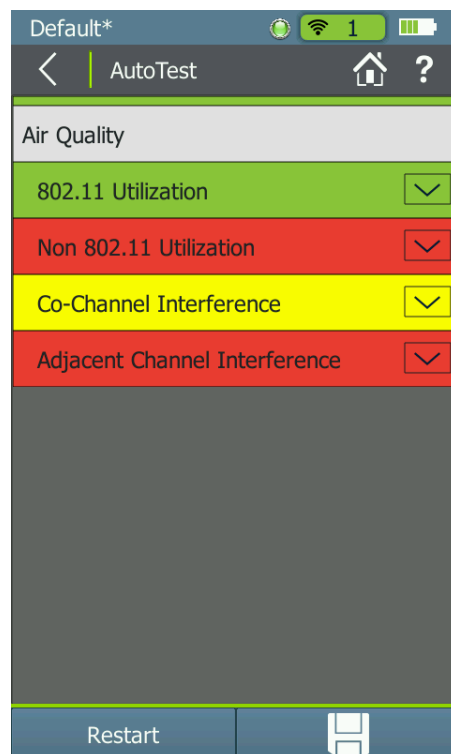 Default*
1
AutoTest
?
Air Quality
802.11 Utilization
Non 802.11 Utilization
Co-Channel Interference
Adjacent Channel Interference
Restart